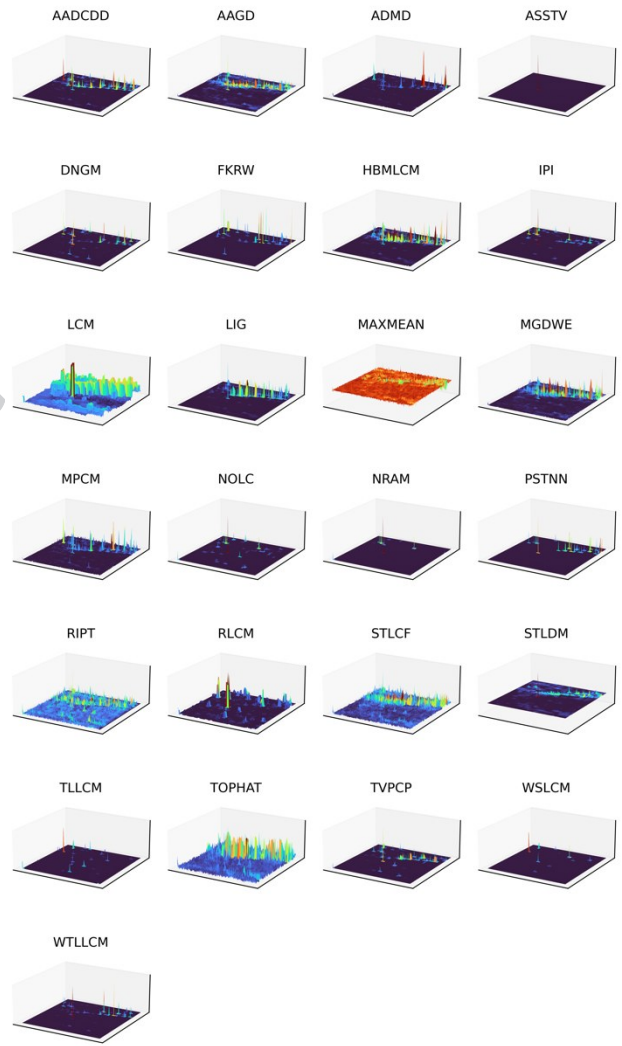 AADCDD AAGD ADMD ASSTV
DNGM FKRW HBMLCM IPI
LCM LIG MAXMEAN MGDWE
MPCM NOLC NRAM PSTNN
RIPT RLCM STLCF STLDM
TLLCM TOPHAT TVPCP WSLCM
WTLLCM